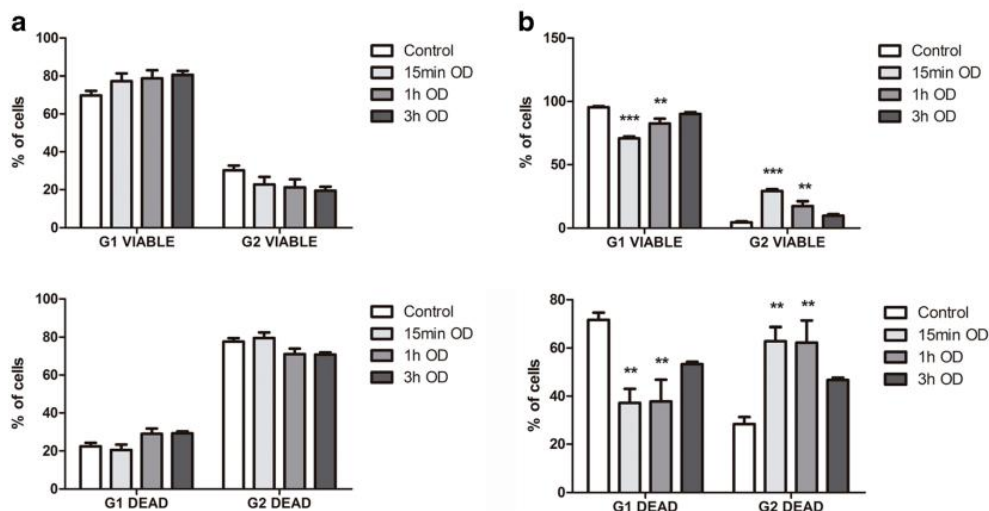 a
100
80
60
40
20
0
% of cells
G1 VIABLE
G2 VIABLE
Control
15min OD
1h OD
3h OD
b
150
100
50
0
% of cells
***
**
***
**
G1 VIABLE
G2 VIABLE
Control
15min OD
1h OD
3h OD
100
80
60
40
20
0
% of cells
G1 DEAD
G2 DEAD
Control
15min OD
1h OD
3h OD
80
60
40
20
0
% of cells
**
**
**
**
G1 DEAD
G2 DEAD
Control
15min OD
1h OD
3h OD